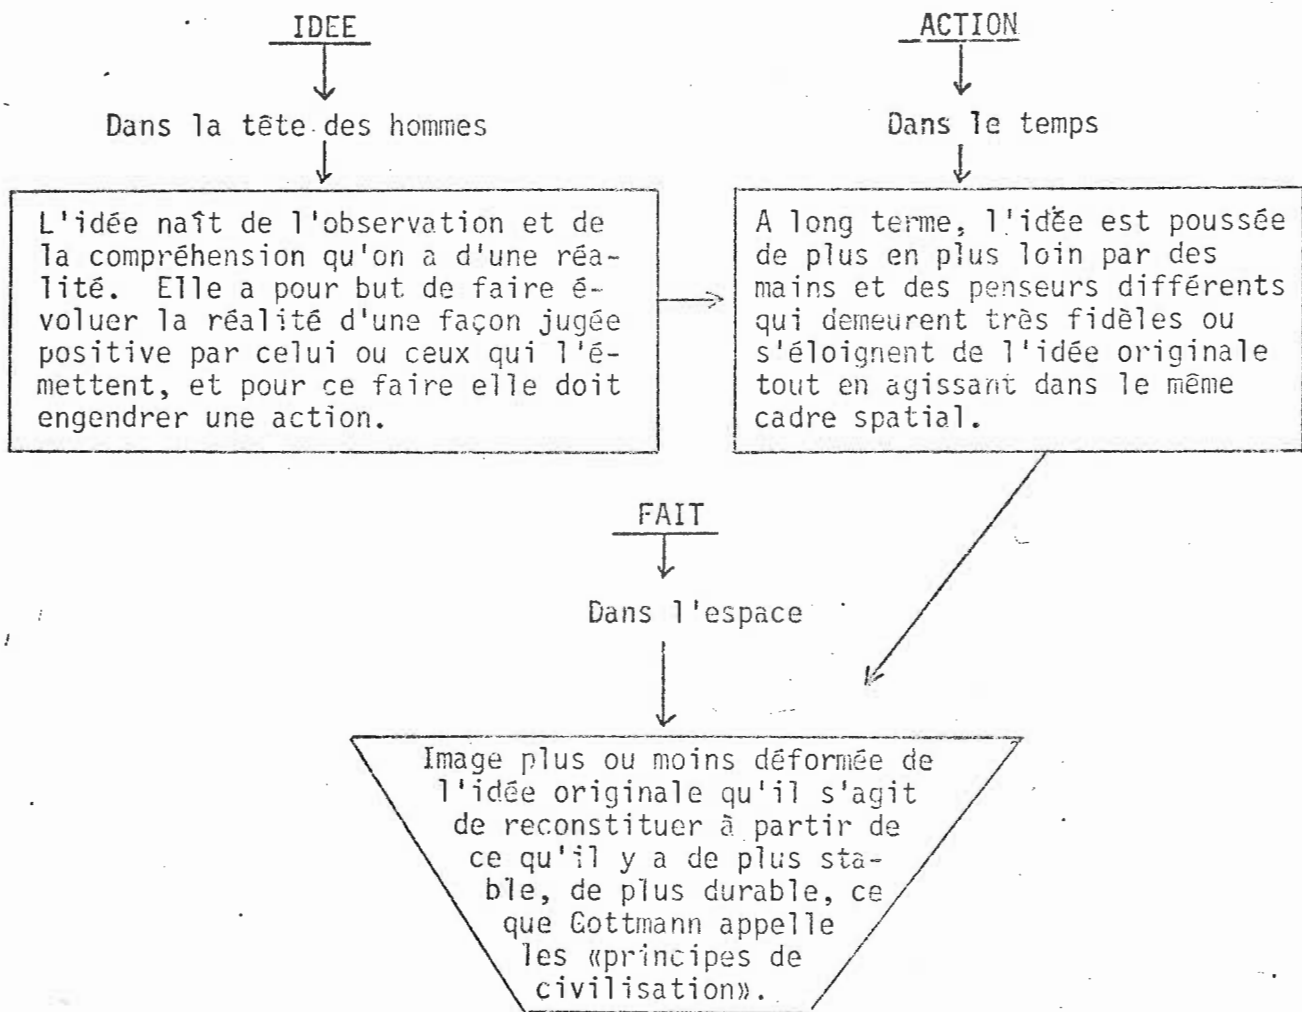 IDEE
Dans la tête des hommes
L'idée naît de l'observation et de
la compréhension qu'on a d'une réa-
lité. Elle a pour but de faire é-
voluer la réalité d'une façon jugée
positive par celui ou ceux qui l'é-
mettent, et pour ce faire elle doit
engendrer une action.
ACTION
Dans le temps
A long terme, l'idée est poussée
de plus en plus loin par des
mains et des penseurs différents
qui demeurent très fidèles ou
s'éloignent de l'idée originale
tout en agissant dans le même
cadre spatial.
FAIT
Dans l'espace
Image plus ou moins déformée de
l'idée originale qu'il s'agit
de reconstituer à partir de
ce qu'il y a de plus sta-
ble, de plus durable, ce
que Gottmann appelle
les «principes de
civilisation».